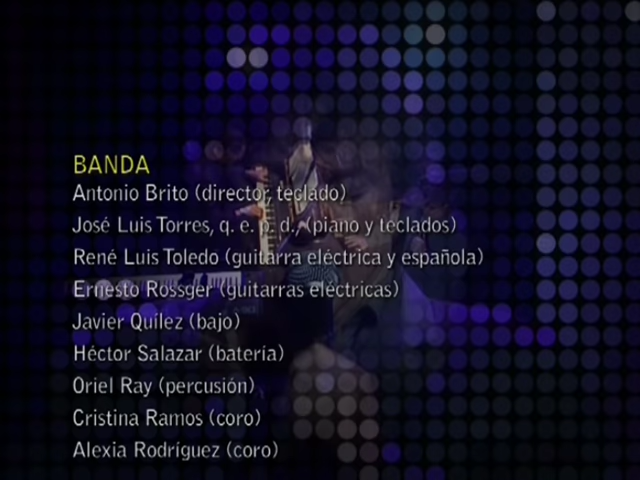 BANDA
Antonio Brito (director, teclado)
José Luis Torres, q. e. p. d., (piano y teclados)
René Luis Toledo (guitarra eléctrica y española)
Ernesto Rossger (guitarras eléctricas)
Javier Quílez (bajo)
Héctor Salazar (batería)
Oriel Ray (percusión)
Cristina Ramos (coro)
Alexia Rodríguez (coro)